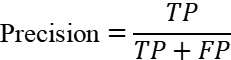 Precision = TP / TP + FP